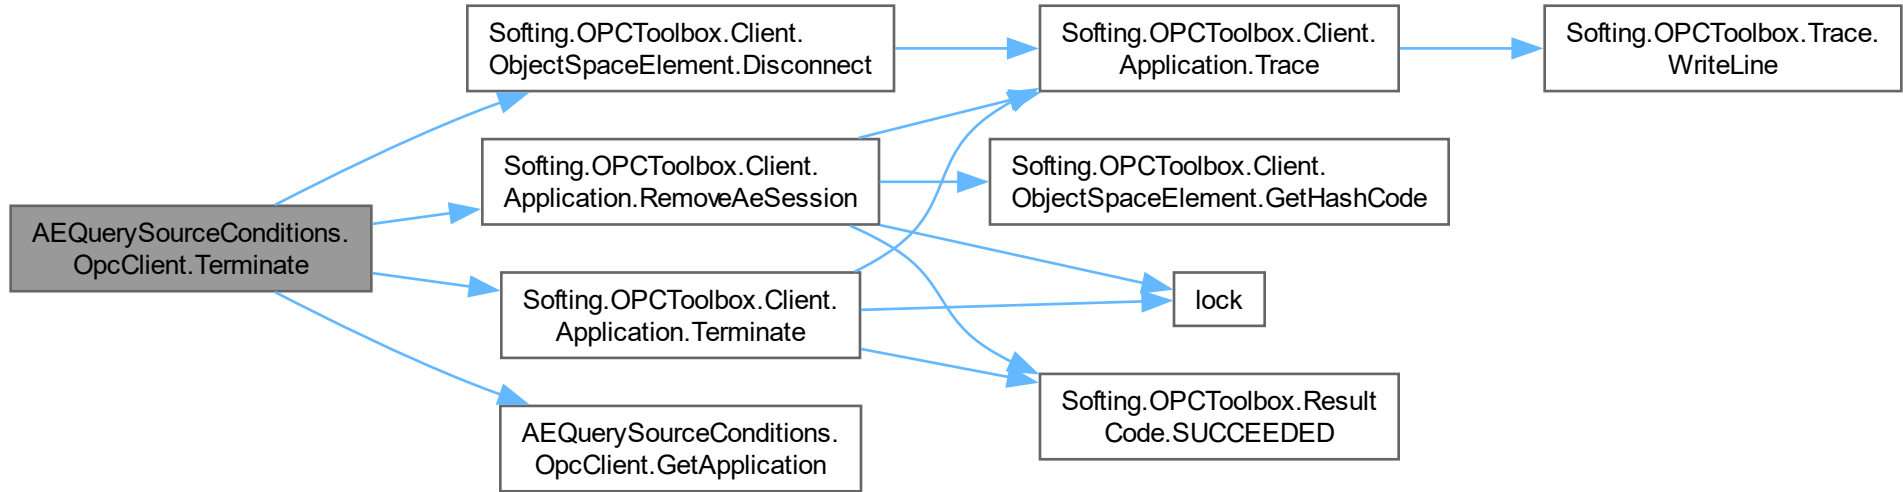 AEQuerySourceConditions.
OpcClient.Terminate
Softing.OPCToolbox.Client.
ObjectSpaceElement.Disconnect
Softing.OPCToolbox.Client.
Application.RemoveAeSession
Softing.OPCToolbox.Client.
Application.Terminate
AEQuerySourceConditions.
OpcClient.GetApplication
Softing.OPCToolbox.Client.
Application.Trace
Softing.OPCToolbox.Client.
ObjectSpaceElement.GetHashCode
lock
Softing.OPCToolbox.Result
Code.SUCCEEDED
Softing.OPCToolbox.Trace.
WriteLine